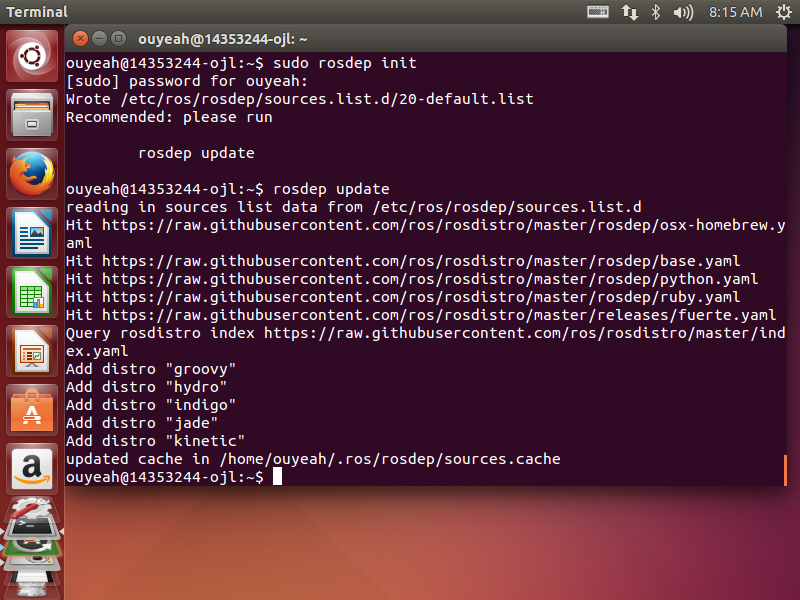 Terminal
8:15 AM
ouyeah@14353244-ojl: ~
ouyeah@14353244-ojl:~$ sudo rosdep init
[sudo] password for ouyeah:
Wrote /etc/ros/rosdep/sources.list.d/20-default.list
Recommended: please run
rosdep update
ouyeah@14353244-ojl:~$ rosdep update
reading in sources list data from /etc/ros/rosdep/sources.list.d
Hit https://raw.githubusercontent.com/ros/rosdistro/master/rosdep/osx-homebrew.y
aml
Hit https://raw.githubusercontent.com/ros/rosdistro/master/rosdep/base.yaml
Hit https://raw.githubusercontent.com/ros/rosdistro/master/rosdep/python.yaml
Hit https://raw.githubusercontent.com/ros/rosdistro/master/rosdep/ruby.yaml
Hit https://raw.githubusercontent.com/ros/rosdistro/master/releases/fuerte.yaml
Query rosdistro index https://raw.githubusercontent.com/ros/rosdistro/master/ind
ex.yaml
Add distro "groovy"
Add distro "hydro"
Add distro "indigo"
Add distro "jade"
Add distro "kinetic"
updated cache in /home/ouyeah/.ros/rosdep/sources.cache
ouyeah@14353244-ojl:~$